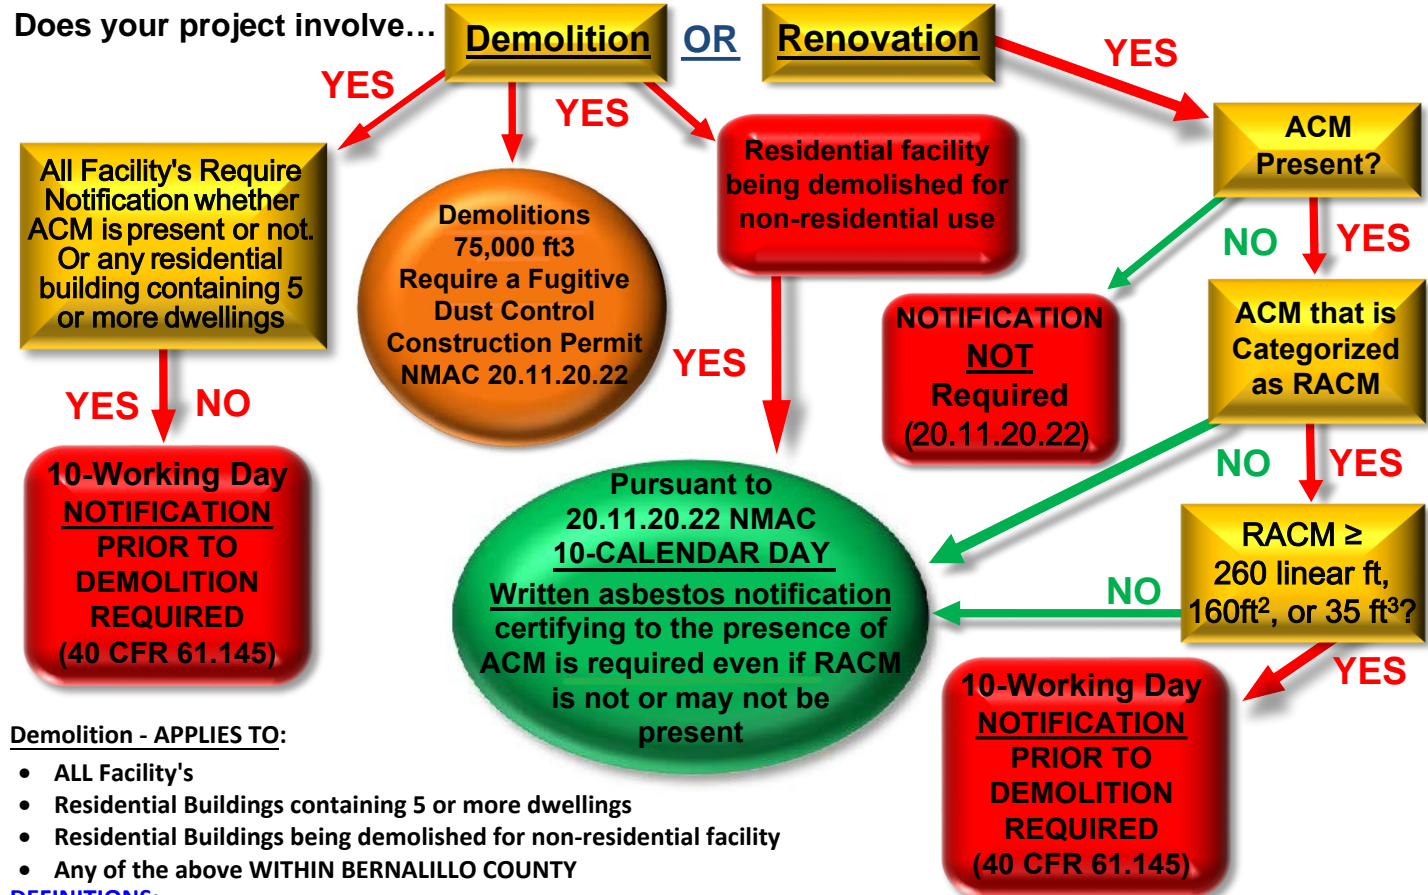 Does your project involve…
Demolition
OR
Renovation
YES
YES
YES
All Facility's Require
Notification whether
ACM is present or not.
Or any residential
building containing 5
or more dwellings
YES
NO
10-Working Day
NOTIFICATION
PRIOR TO
DEMOLITION
REQUIRED
(40 CFR 61.145)
Demolitions
75,000 ft3
Require a Fugitive
Dust Control
Construction Permit
NMAC 20.11.20.22
Residential facility
being demolished for
non-residential use
YES
Pursuant to
20.11.20.22 NMAC
10-CALENDAR DAY
Written asbestos notification
certifying to the presence of
ACM is required even if RACM
is not or may not be
present
ACM
Present?
NO
YES
NOTIFICATION
NOT
Required
(20.11.20.22)
ACM that is
Categorized
as RACM
NO
YES
RACM ≥
260 linear ft,
160ft², or 35 ft³?
NO
YES
10-Working Day
NOTIFICATION
PRIOR TO
DEMOLITION
REQUIRED
(40 CFR 61.145)
Demolition - APPLIES TO:
• ALL Facility's
• Residential Buildings containing 5 or more dwellings
• Residential Buildings being demolished for non-residential facility
• Any of the above WITHIN BERNALILLO COUNTY
DEFINITIONS: